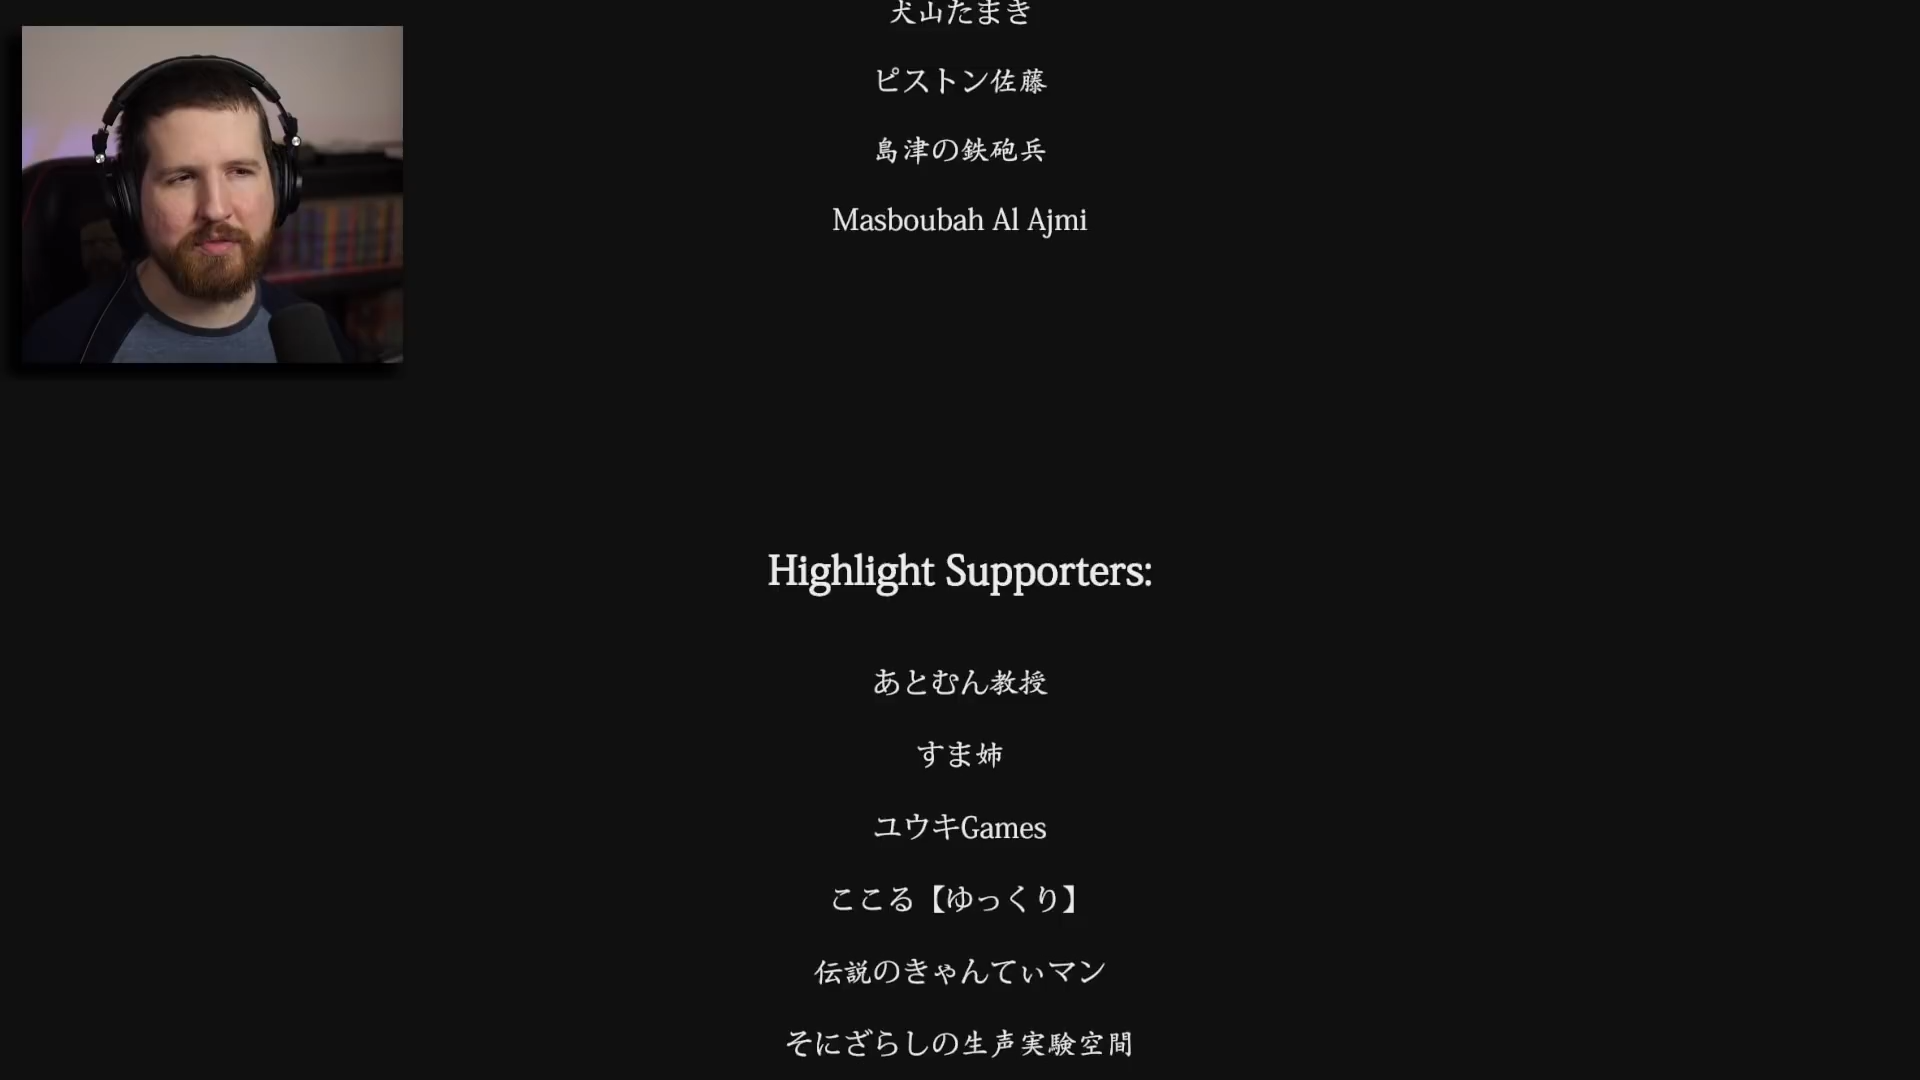 犬山たまき
ピストン佐藤
島津の鉄砲兵
Masboubah Al Ajmi
Highlight Supporters:
あとむん教授
すま姉
ユウキGames
ここる【ゆっくり】
伝説のきゃんてぃマン
そにざらしの生声実験空間